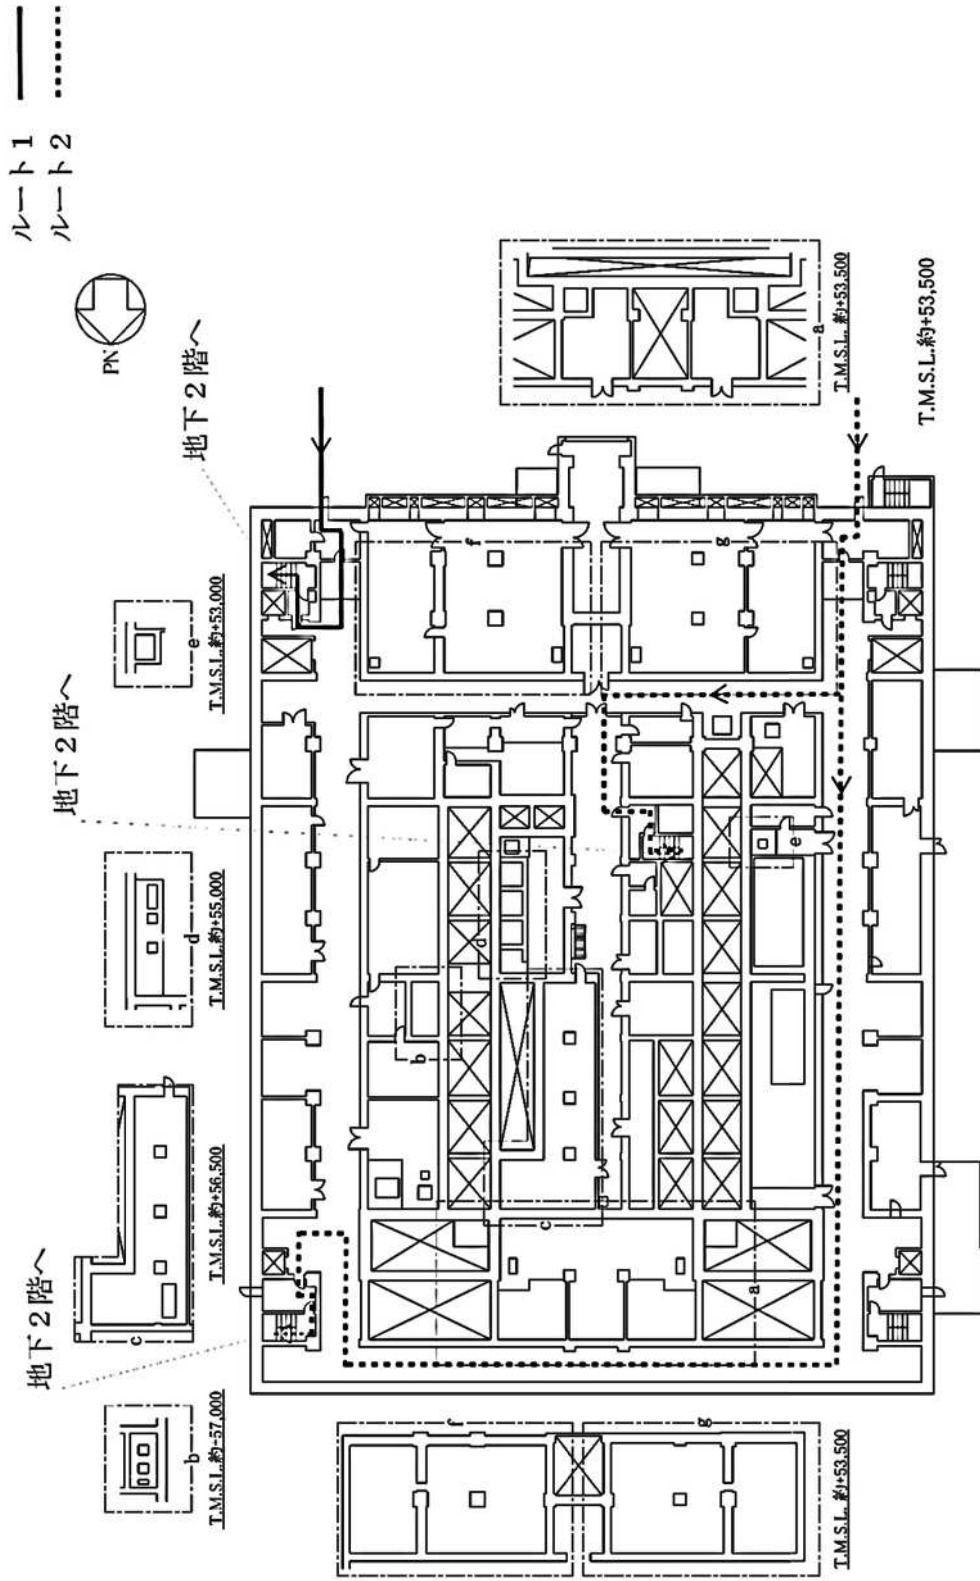 ルート1
ルート2
PN
地下2階へ
地下2階へ
地下2階へ
e
T.M.S.L.約+53,000
d
T.M.S.L.約+55,000
c
T.M.S.L.約+56,500
b
T.M.S.L.約-57,000
a
T.M.S.L.約+53,500
T.M.S.L.約+53,500
f
g
e
d
b
c
a
f
g
T.M.S.L.約+53,500